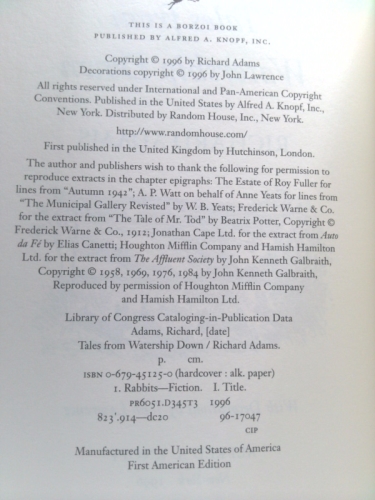 THIS IS A BORZOI BOOK
PUBLISHED BY ALFRED A. KNOPF, INC.
Copyright © 1996 by Richard Adams
Decorations copyright © 1996 by John Lawrence
All rights reserved under International and Pan-American Copyright
Conventions. Published in the United States by Alfred A. Knopf, Inc.,
New York. Distributed by Random House, Inc., New York.
http://www.randomhouse.com/
First published in the United Kingdom by Hutchinson, London.
The author and publishers wish to thank the following for permission to
reproduce extracts in the chapter epigraphs: The Estate of Roy Fuller for
lines from "Autumn 1942"; A. P. Watt on behalf of Anne Yeats for lines from
"The Municipal Gallery Revisted" by W. B. Yeats; Frederick Warne & Co.
for the extract from "The Tale of Mr. Tod" by Beatrix Potter, Copyright ©
Frederick Warne & Co., 1912; Jonathan Cape Ltd. for the extract from Auto
da Fé by Elias Canetti; Houghton Mifflin Company and Hamish Hamilton
Ltd. for the extract from The Affluent Society by John Kenneth Galbraith,
Copyright © 1958, 1969, 1976, 1984 by John Kenneth Galbraith,
Reproduced by permission of Houghton Mifflin Company
and Hamish Hamilton Ltd.
Library of Congress Cataloging-in-Publication Data
Adams, Richard, [date]
Tales from Watership Down / Richard Adams.
p. cm.
ISBN 0-679-45125-0 (hardcover : alk. paper)
1. Rabbits—Fiction. I. Title.
PR6051.D345T3 1996
823'.914—dc20 96-17047
CIP
Manufactured in the United States of America
First American Edition